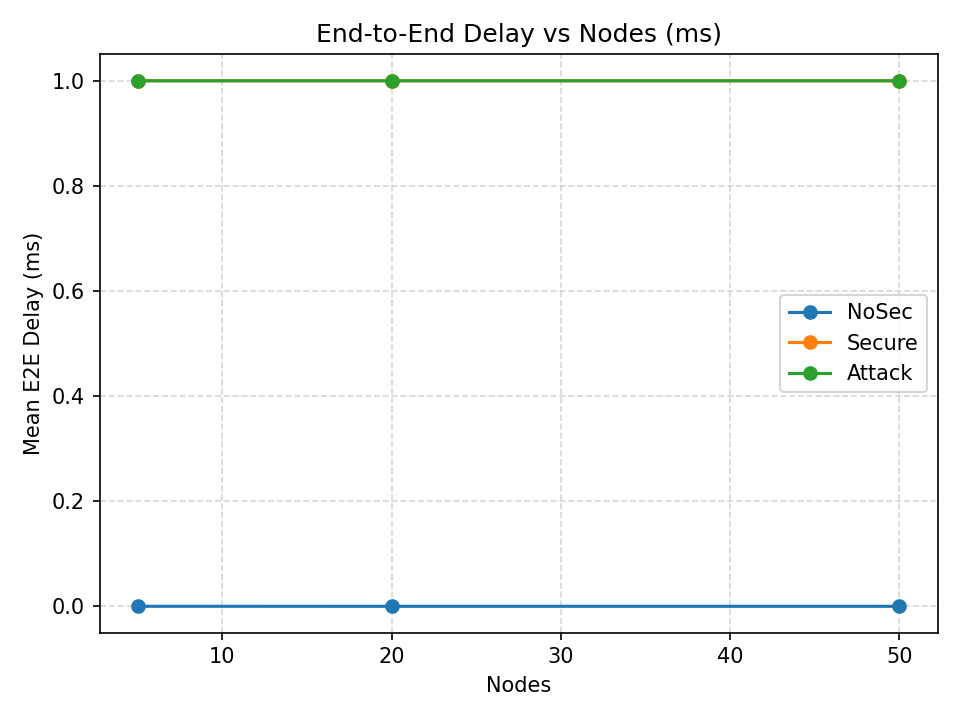 End-to-End Delay vs Nodes (ms)
Mean E2E Delay (ms)
1.0
0.8
0.6
0.4
0.2
0.0
NoSec
Secure
Attack
10
20
30
40
50
Nodes